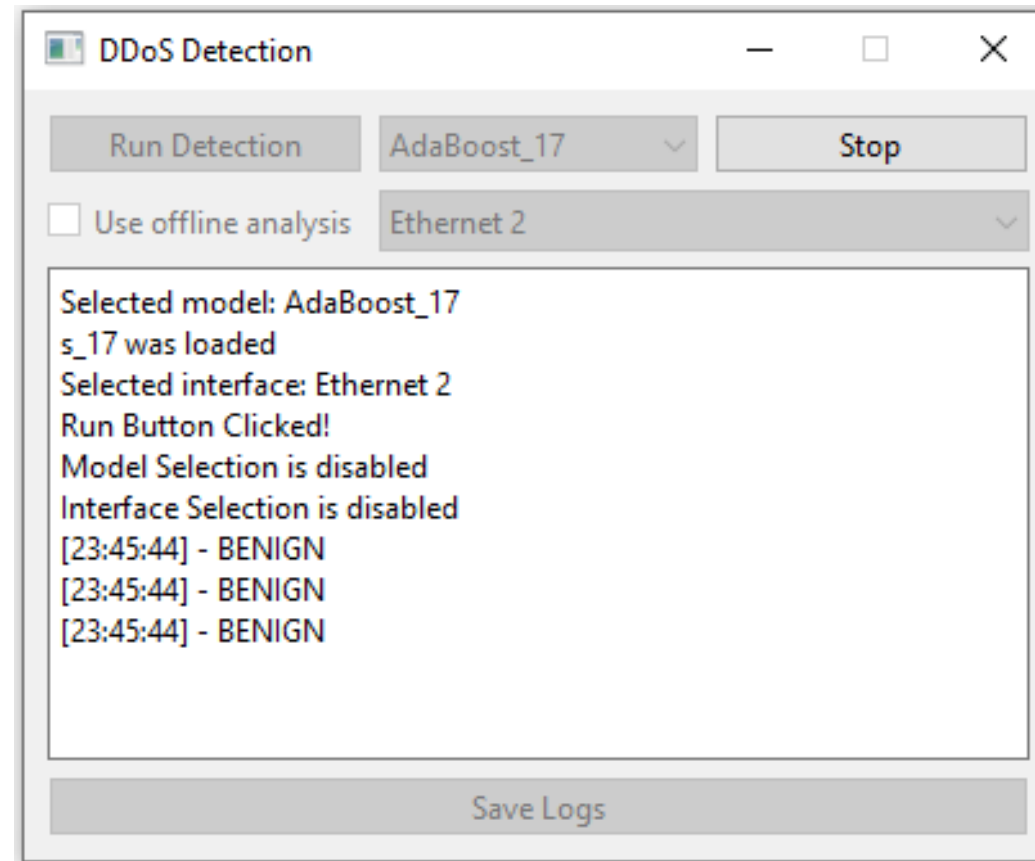 DDoS Detection
Run Detection AdaBoost_17 Stop
Use offline analysis Ethernet 2
Selected model: AdaBoost_17
s_17 was loaded
Selected interface: Ethernet 2
Run Button Clicked!
Model Selection is disabled
Interface Selection is disabled
[23:45:44] - BENIGN
[23:45:44] - BENIGN
[23:45:44] - BENIGN
Save Logs